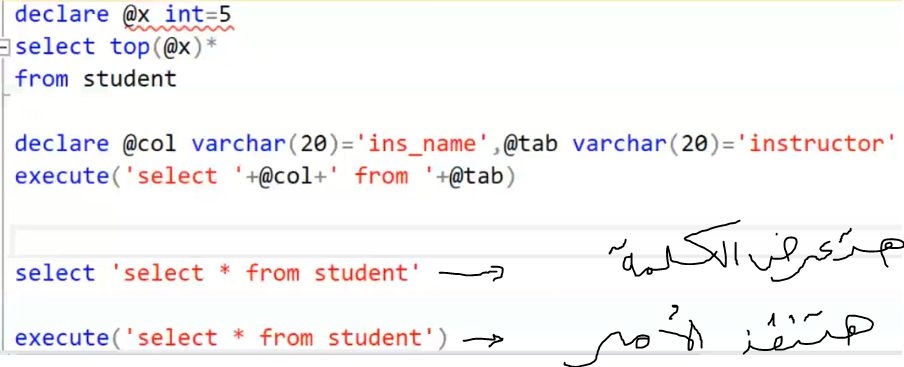 declare @x int=5
select top(@x)*
from student
declare @col varchar(20)='ins_name',@tab varchar(20)='instructor'
execute('select '+@col+' from '+@tab)
select 'select * from student' → هتعرض الكلمة
execute('select * from student') → هتنفذ الأمر